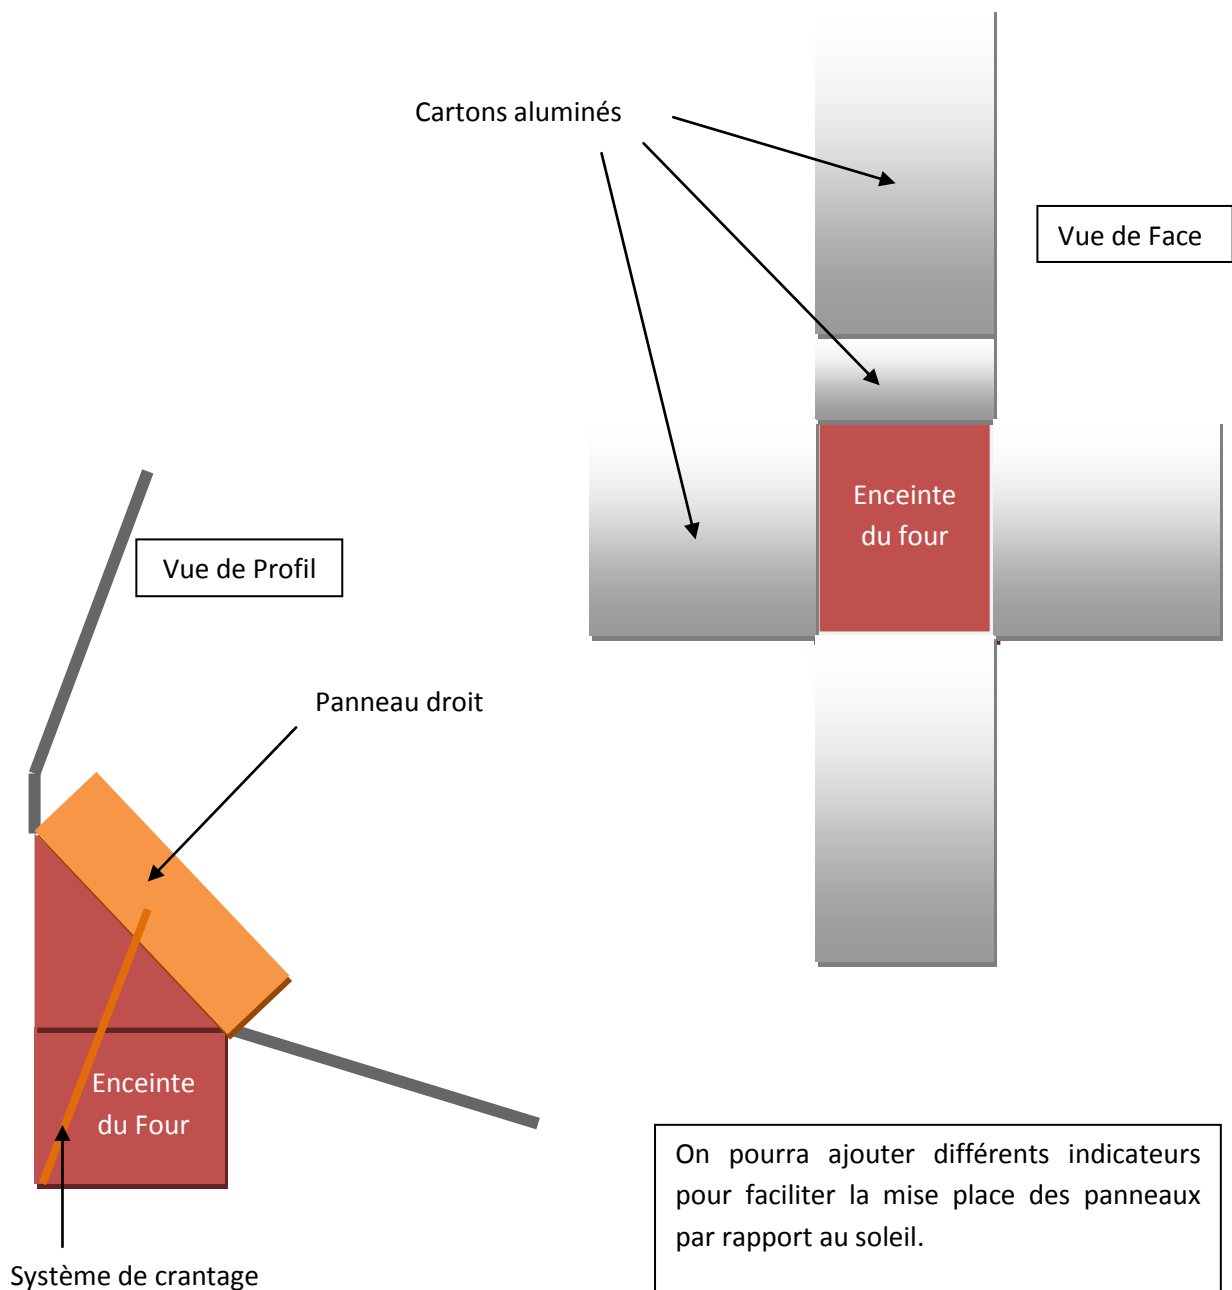 Cartons aluminés
Vue de Face
Enceinte
du four
Vue de Profil
Panneau droit
Enceinte
du Four
On pourra ajouter différents indicateurs
pour faciliter la mise place des panneaux
par rapport au soleil.
Système de crantage